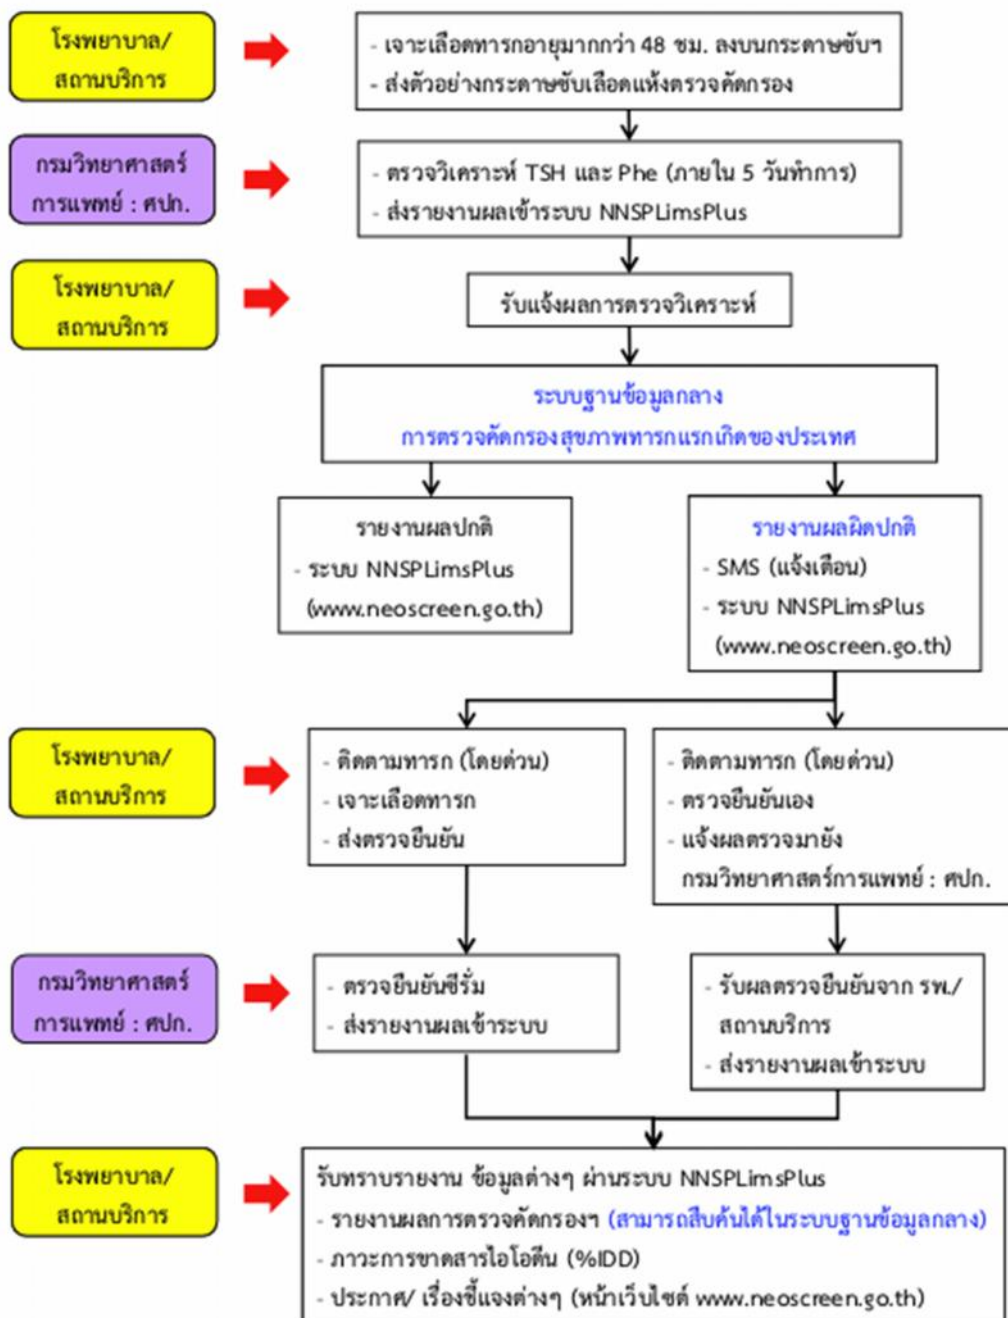 โรงพยาบาล/
สถานบริการ
- เจาะเลือดทารกอายุมากกว่า 48 ชม. ลงบนกระดาษซับฯ
- ส่งตัวอย่างกระดาษซับเลือดแห้งตรวจคัดกรอง
กรมวิทยาศาสตร์
การแพทย์ : ศปก.
- ตรวจวิเคราะห์ TSH และ Phe (ภายใน 5 วันทำการ)
- ส่งรายงานผลเข้าระบบ NNSPLimsPlus
โรงพยาบาล/
สถานบริการ
รับแจ้งผลการตรวจวิเคราะห์
ระบบฐานข้อมูลกลาง
การตรวจคัดกรองสุขภาพทารกแรกเกิดของประเทศ
รายงานผลปกติ
- ระบบ NNSPLimsPlus
(www.neoscreen.go.th)
รายงานผลผิดปกติ
- SMS (แจ้งเตือน)
- ระบบ NNSPLimsPlus
(www.neoscreen.go.th)
โรงพยาบาล/
สถานบริการ
- ติดตามทารก (โดยด่วน)
- เจาะเลือดทารก
- ส่งตรวจยืนยัน
- ติดตามทารก (โดยด่วน)
- ตรวจยืนยันเอง
- แจ้งผลตรวจมายัง
กรมวิทยาศาสตร์การแพทย์ : ศปก.
กรมวิทยาศาสตร์
การแพทย์ : ศปก.
- ตรวจยืนยันซีรั่ม
- ส่งรายงานผลเข้าระบบ
- รับผลตรวจยืนยันจาก รพ./
สถานบริการ
- ส่งรายงานผลเข้าระบบ
โรงพยาบาล/
สถานบริการ
รับทราบรายงาน ข้อมูลต่างๆ ผ่านระบบ NNSPLimsPlus
- รายงานผลการตรวจคัดกรองฯ (สามารถสืบค้นได้ในระบบฐานข้อมูลกลาง)
- ภาวะการขาดสารไอโอดีน (%IDD)
- ประกาศ/ เรื่องชี้แจงต่างๆ (หน้าเว็บไซต์ www.neoscreen.go.th)